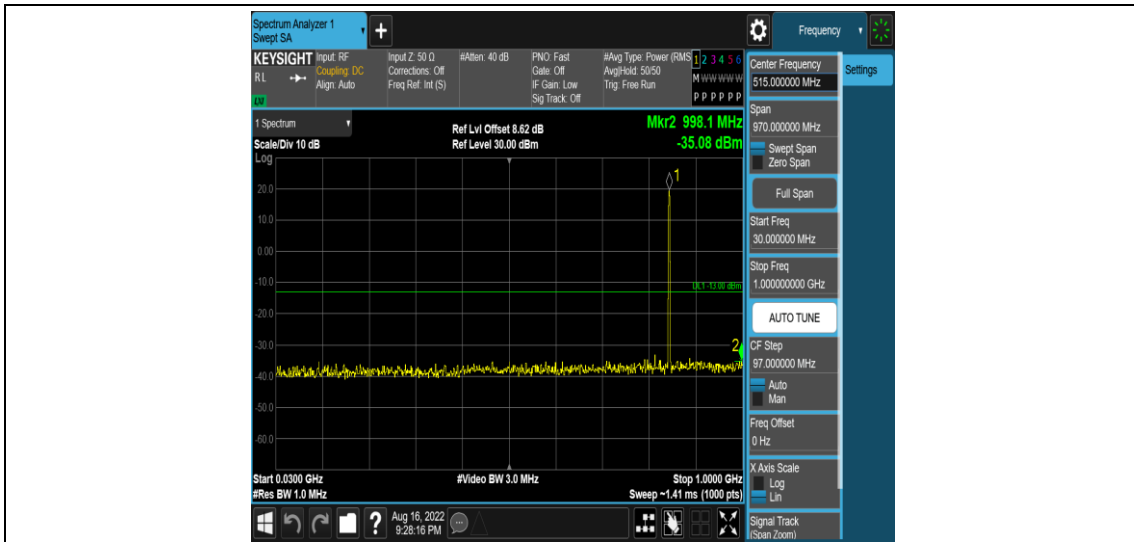 Spectrum Analyzer 1
Swept SA
Frequency
KEYSIGHT
RL
LXI
Input: RF
Coupling: DC
Align: Auto
Input Z: 50 Ω
Corrections: Off
Freq Ref: Int (S)
#Atten: 40 dB
PNO: Fast
Gate: Off
IF Gain: Low
Sig Track: Off
#Avg Type: Power (RMS
Avg|Hold: 50/50
Trig: Free Run
1 2 3 4 5 6
M W W W W W
P P P P P P
1 Spectrum
Scale/Div 10 dB
Log
Ref Lvl Offset 8.62 dB
Ref Level 30.00 dBm
Mkr2 998.1 MHz
-35.08 dBm
1
20.0
10.0
0.00
-10.0
DL1 -13.00 dBm
-20.0
-30.0
2
-40.0
-50.0
-60.0
Start 0.0300 GHz
#Res BW 1.0 MHz
#Video BW 3.0 MHz
Stop 1.0000 GHz
Sweep ~1.41 ms (1000 pts)
Aug 16, 2022
9:28:16 PM
Center Frequency
515.000000 MHz
Settings
Span
970.000000 MHz
Swept Span
Zero Span
Full Span
Start Freq
30.000000 MHz
Stop Freq
1.000000000 GHz
AUTO TUNE
CF Step
97.000000 MHz
Auto
Man
Freq Offset
0 Hz
X Axis Scale
Log
Lin
Signal Track
(Span Zoom)